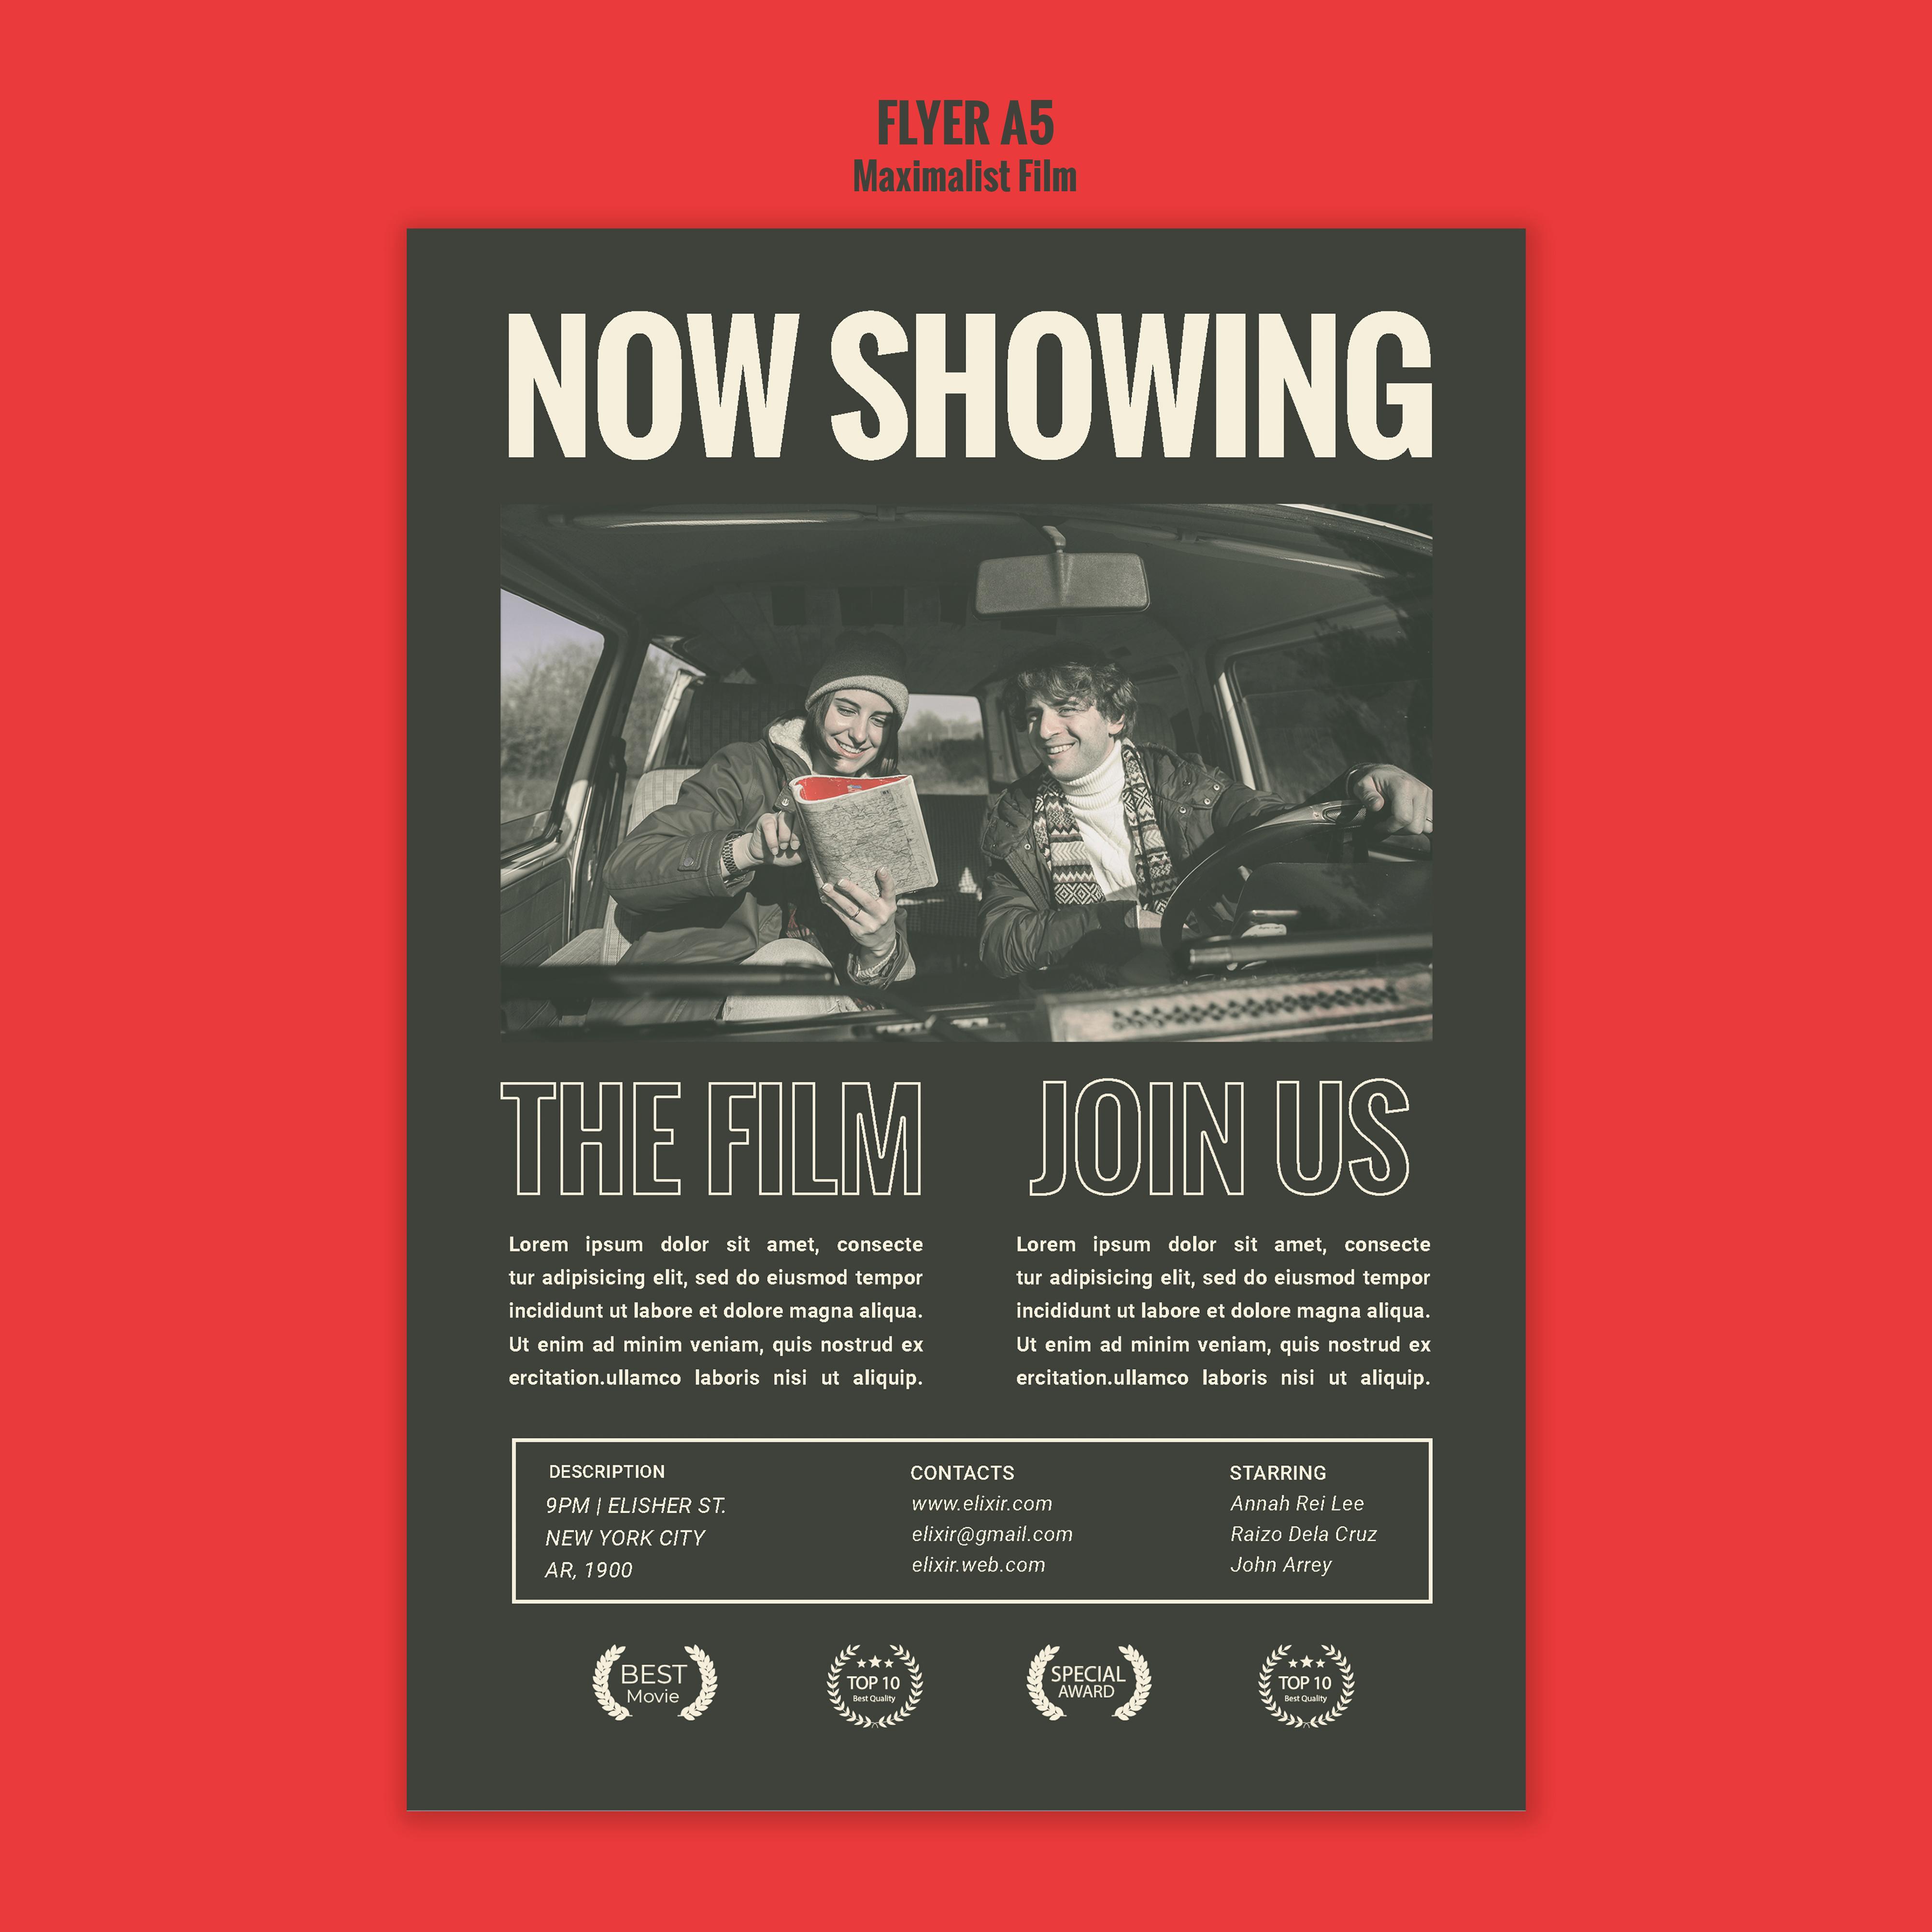 FLYER A5
Maximalist Film
NOW SHOWING
THE FILM
Lorem ipsum dolor sit amet, consecte
tur adipisicing elit, sed do eiusmod tempor
incididunt ut labore et dolore magna aliqua.
Ut enim ad minim veniam, quis nostrud ex
ercitation.ullamco laboris nisi ut aliquip.
JOIN US
Lorem ipsum dolor sit amet, consecte
tur adipisicing elit, sed do eiusmod tempor
incididunt ut labore et dolore magna aliqua.
Ut enim ad minim veniam, quis nostrud ex
ercitation.ullamco laboris nisi ut aliquip.
DESCRIPTION
9PM | ELISHER ST.
NEW YORK CITY
AR, 1900
CONTACTS
www.elixir.com
elixir@gmail.com
elixir.web.com
STARRING
Annah Rei Lee
Raizo Dela Cruz
John Arrey
BEST
Movie
TOP 10
Best Quality
SPECIAL
AWARD
TOP 10
Best Quality